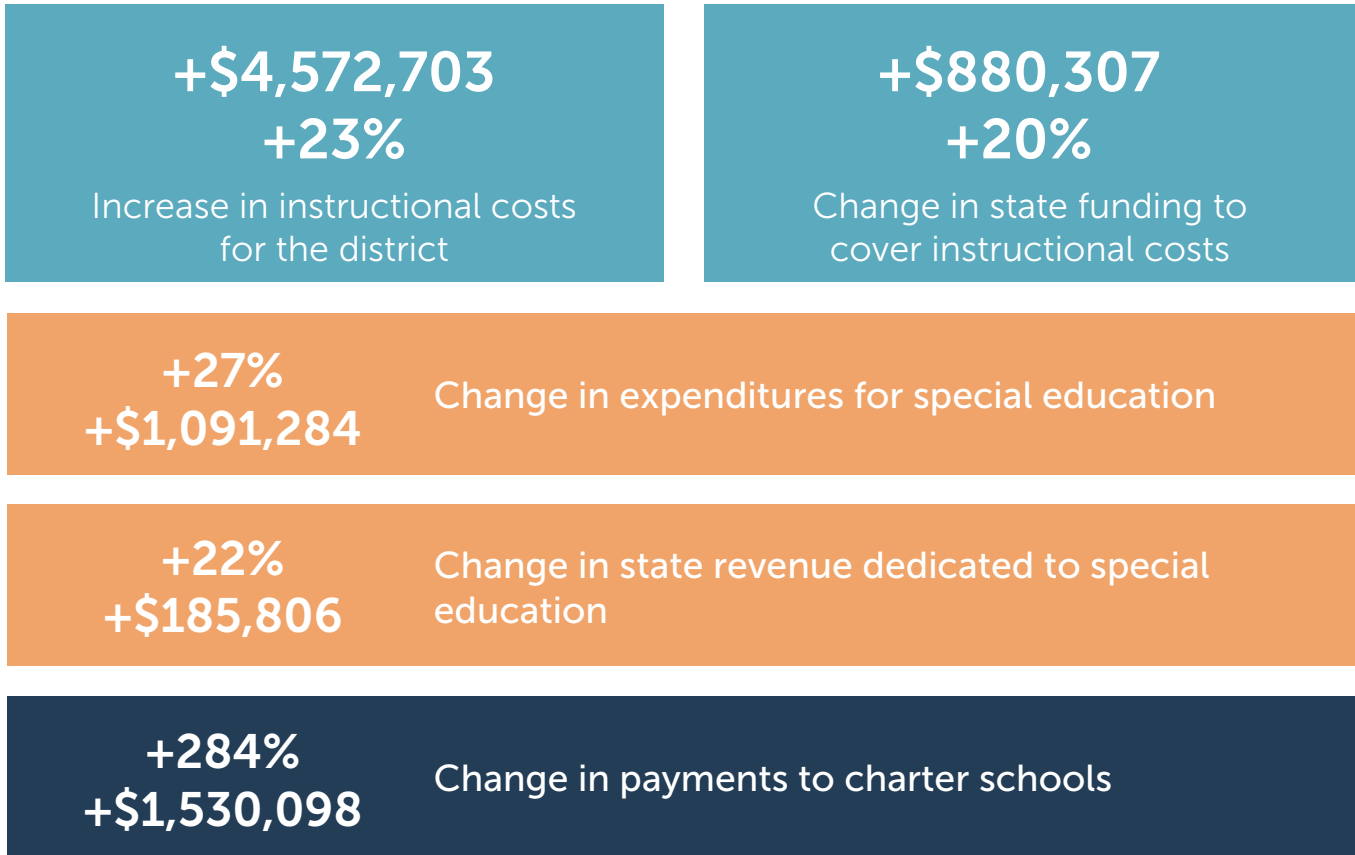 +$4,572,703
+23%
Increase in instructional costs
for the district
+$880,307
+20%
Change in state funding to
cover instructional costs
+27%
+$1,091,284
Change in expenditures for special education
+22%
+$185,806
Change in state revenue dedicated to special
education
+284%
+$1,530,098
Change in payments to charter schools